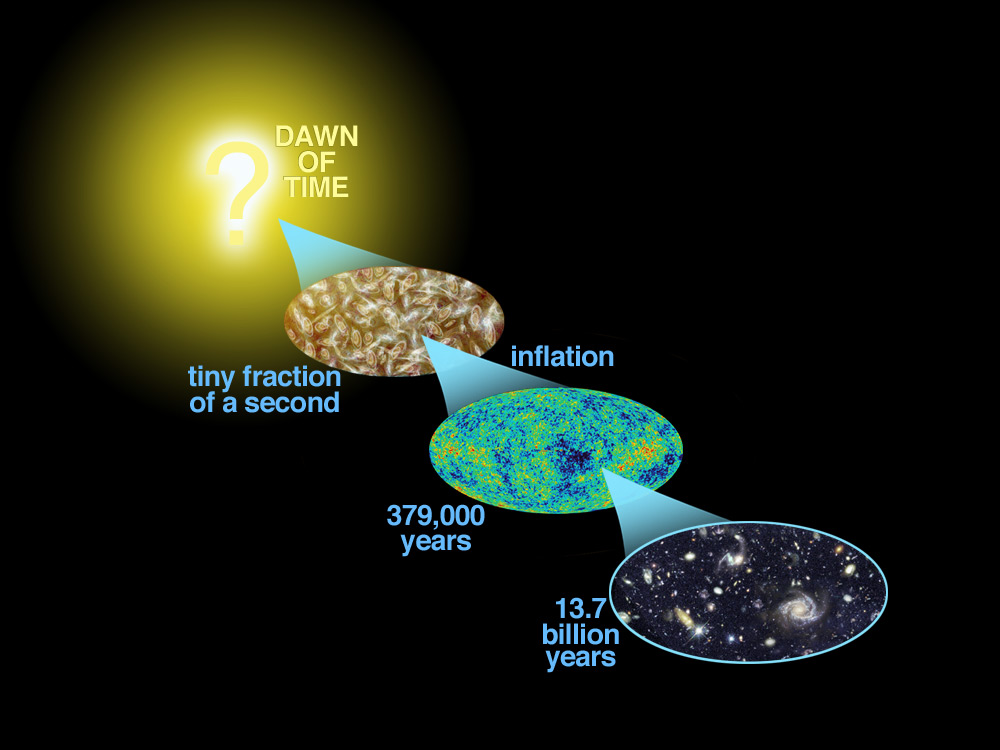 ?
DAWN
OF
TIME
tiny fraction
of a second
inflation
379,000
years
13.7
billion
years